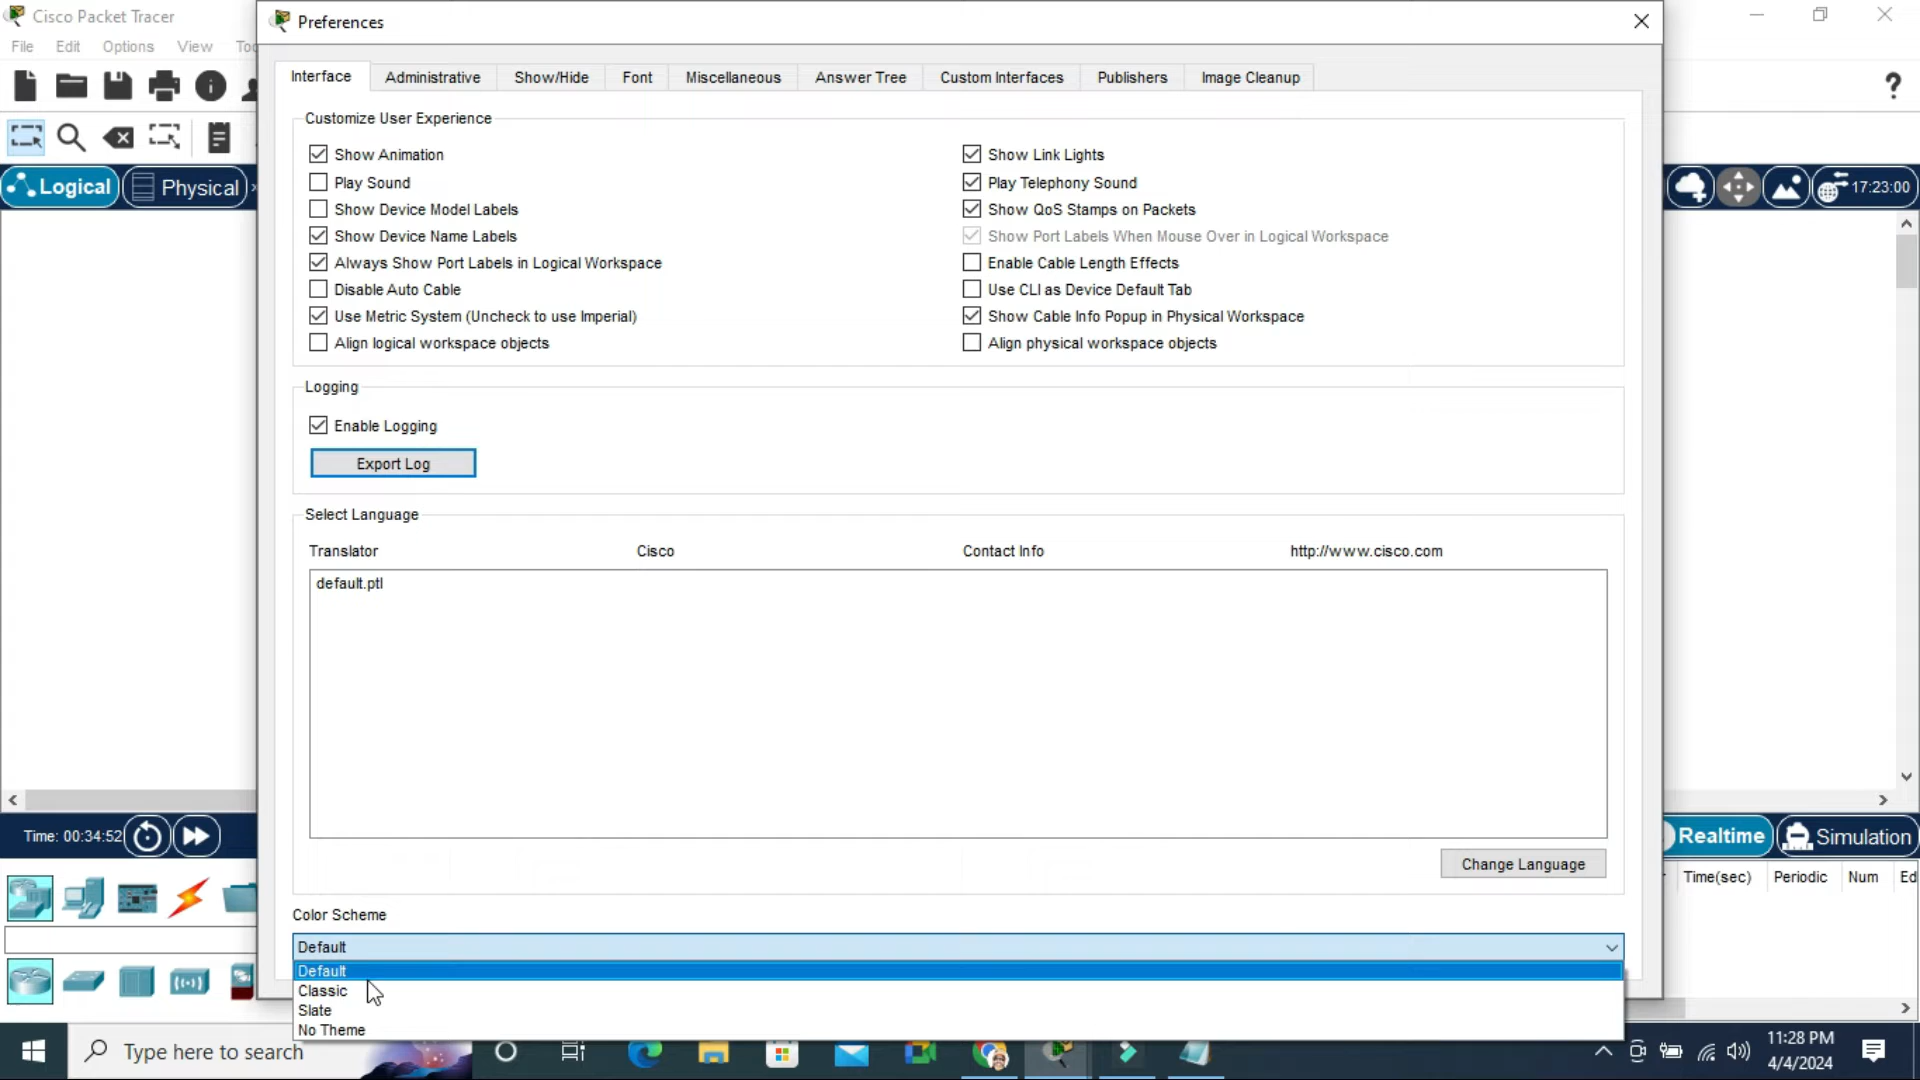 Cisco Packet Tracer
Preferences
File Edit Options View
Interface Administrative Show/Hide Font Miscellaneous Answer Tree Custom Interfaces Publishers Image Cleanup
?
Customize User Experience
Show Animation
Show Link Lights
Play Sound
Play Telephony Sound
Logical
Physical
17:23:00
Show Device Model Labels
Show QoS Stamps on Packets
Show Device Name Labels
Show Port Labels When Mouse Over in Logical Workspace
Always Show Port Labels in Logical Workspace
Enable Cable Length Effects
Disable Auto Cable
Use CLI as Device Default Tab
Use Metric System (Uncheck to use Imperial)
Show Cable Info Popup in Physical Workspace
Align logical workspace objects
Align physical workspace objects
Logging
Enable Logging
Export Log
Select Language
Translator Cisco Contact Info http://www.cisco.com
default.ptl
Time: 00:34:52
Realtime
Simulation
Change Language
Time(sec) Periodic Num Ed
Color Scheme
Default
Default
Classic
Slate
No Theme
Type here to search
11:28 PM
4/4/2024